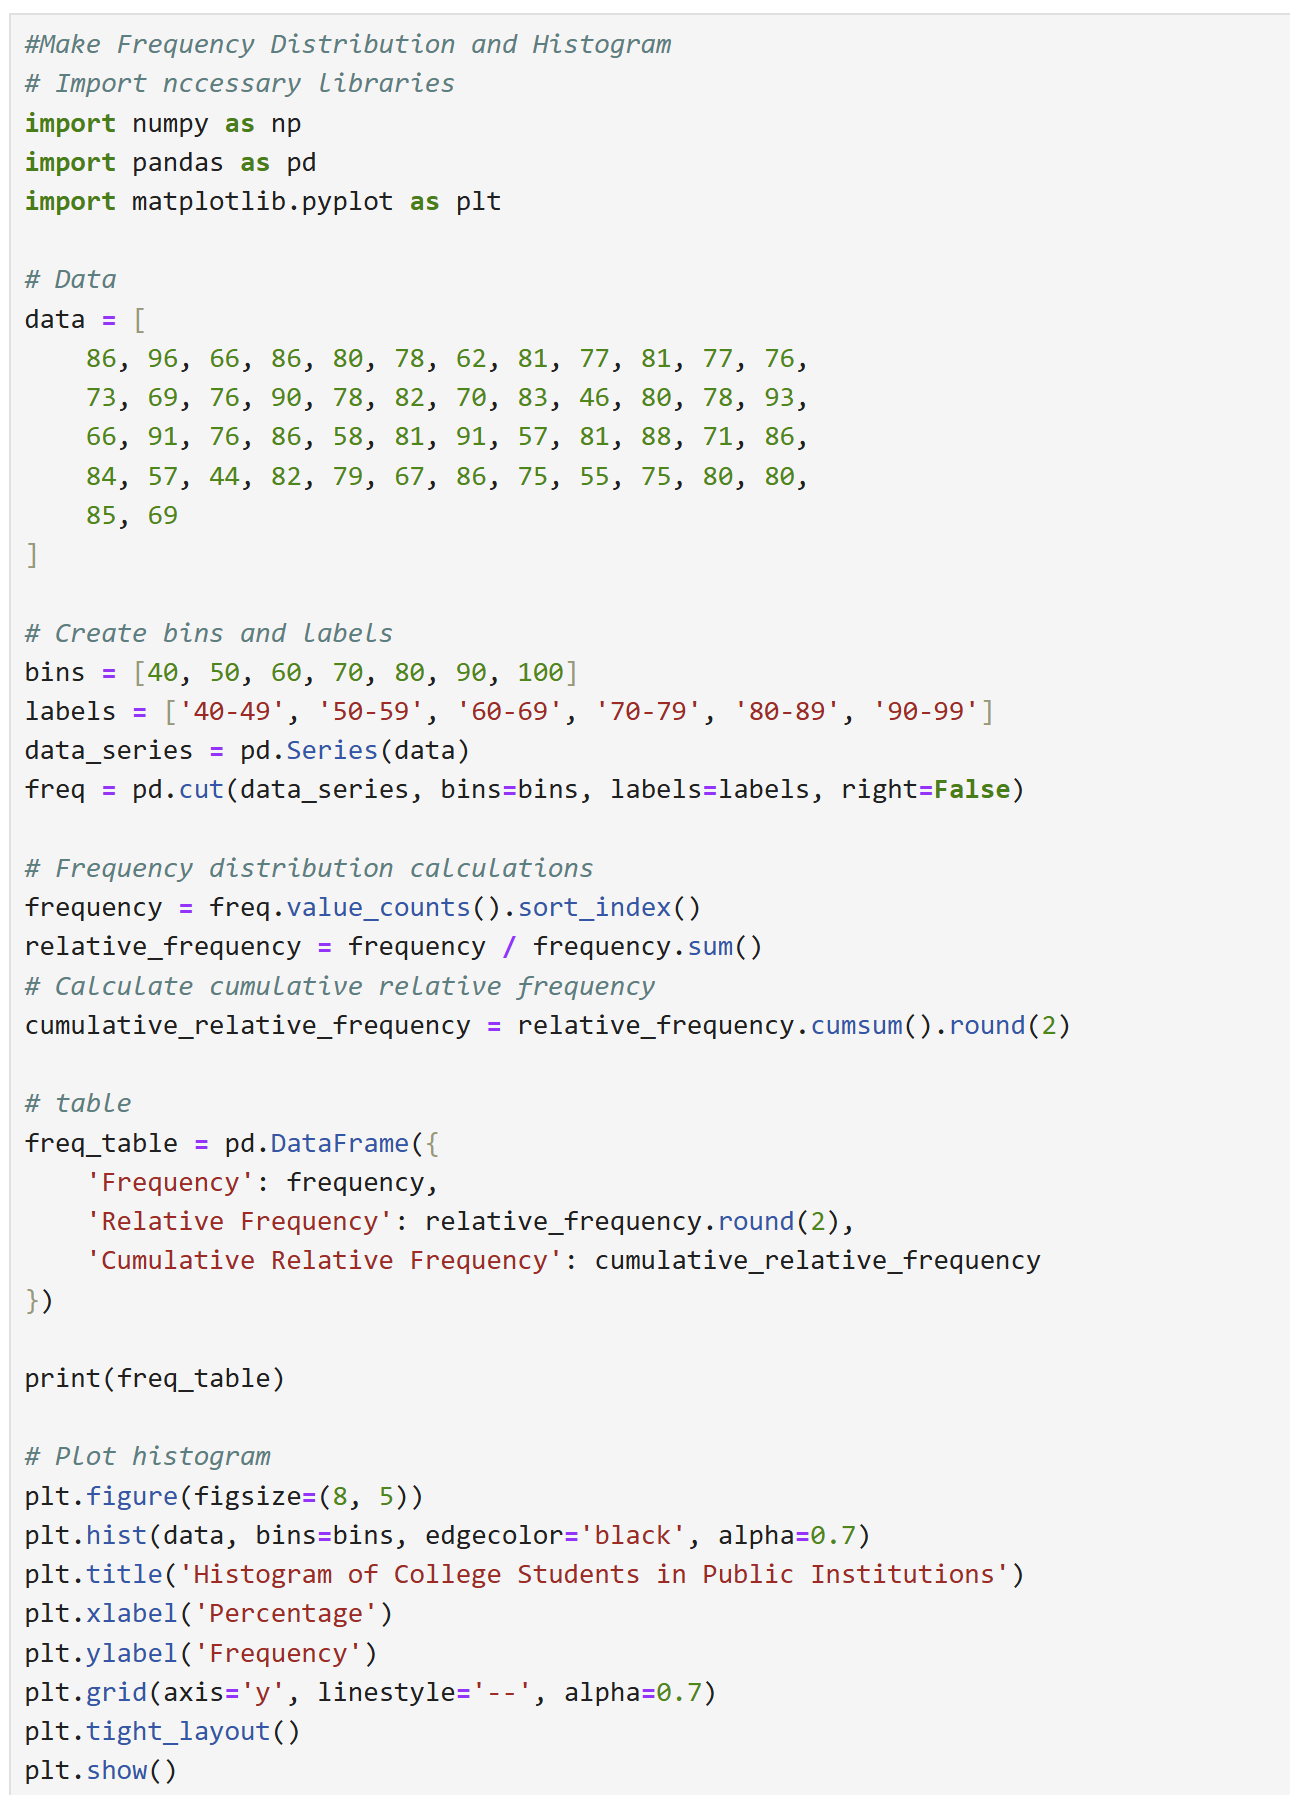 #Make Frequency Distribution and Histogram
# Import nccessary libraries
import numpy as np
import pandas as pd
import matplotlib.pyplot as plt

# Data
data = [
    86, 96, 66, 86, 80, 78, 62, 81, 77, 81, 77, 76,
    73, 69, 76, 90, 78, 82, 70, 83, 46, 80, 78, 93,
    66, 91, 76, 86, 58, 81, 91, 57, 81, 88, 71, 86,
    84, 57, 44, 82, 79, 67, 86, 75, 55, 75, 80, 80,
    85, 69
]

# Create bins and labels
bins = [40, 50, 60, 70, 80, 90, 100]
labels = ['40-49', '50-59', '60-69', '70-79', '80-89', '90-99']
data_series = pd.Series(data)
freq = pd.cut(data_series, bins=bins, labels=labels, right=False)

# Frequency distribution calculations
frequency = freq.value_counts().sort_index()
relative_frequency = frequency / frequency.sum()
# Calculate cumulative relative frequency
cumulative_relative_frequency = relative_frequency.cumsum().round(2)

# table
freq_table = pd.DataFrame({
    'Frequency': frequency,
    'Relative Frequency': relative_frequency.round(2),
    'Cumulative Relative Frequency': cumulative_relative_frequency
})

print(freq_table)

# Plot histogram
plt.figure(figsize=(8, 5))
plt.hist(data, bins=bins, edgecolor='black', alpha=0.7)
plt.title('Histogram of College Students in Public Institutions')
plt.xlabel('Percentage')
plt.ylabel('Frequency')
plt.grid(axis='y', linestyle='--', alpha=0.7)
plt.tight_layout()
plt.show()